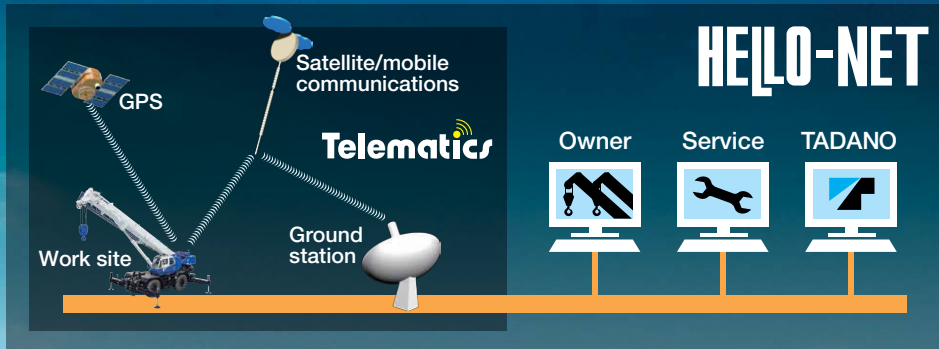 HELLO-NET
Satellite/mobile
communications
GPS
Telematics
Owner
Service
TADANO
Work site
Ground
station